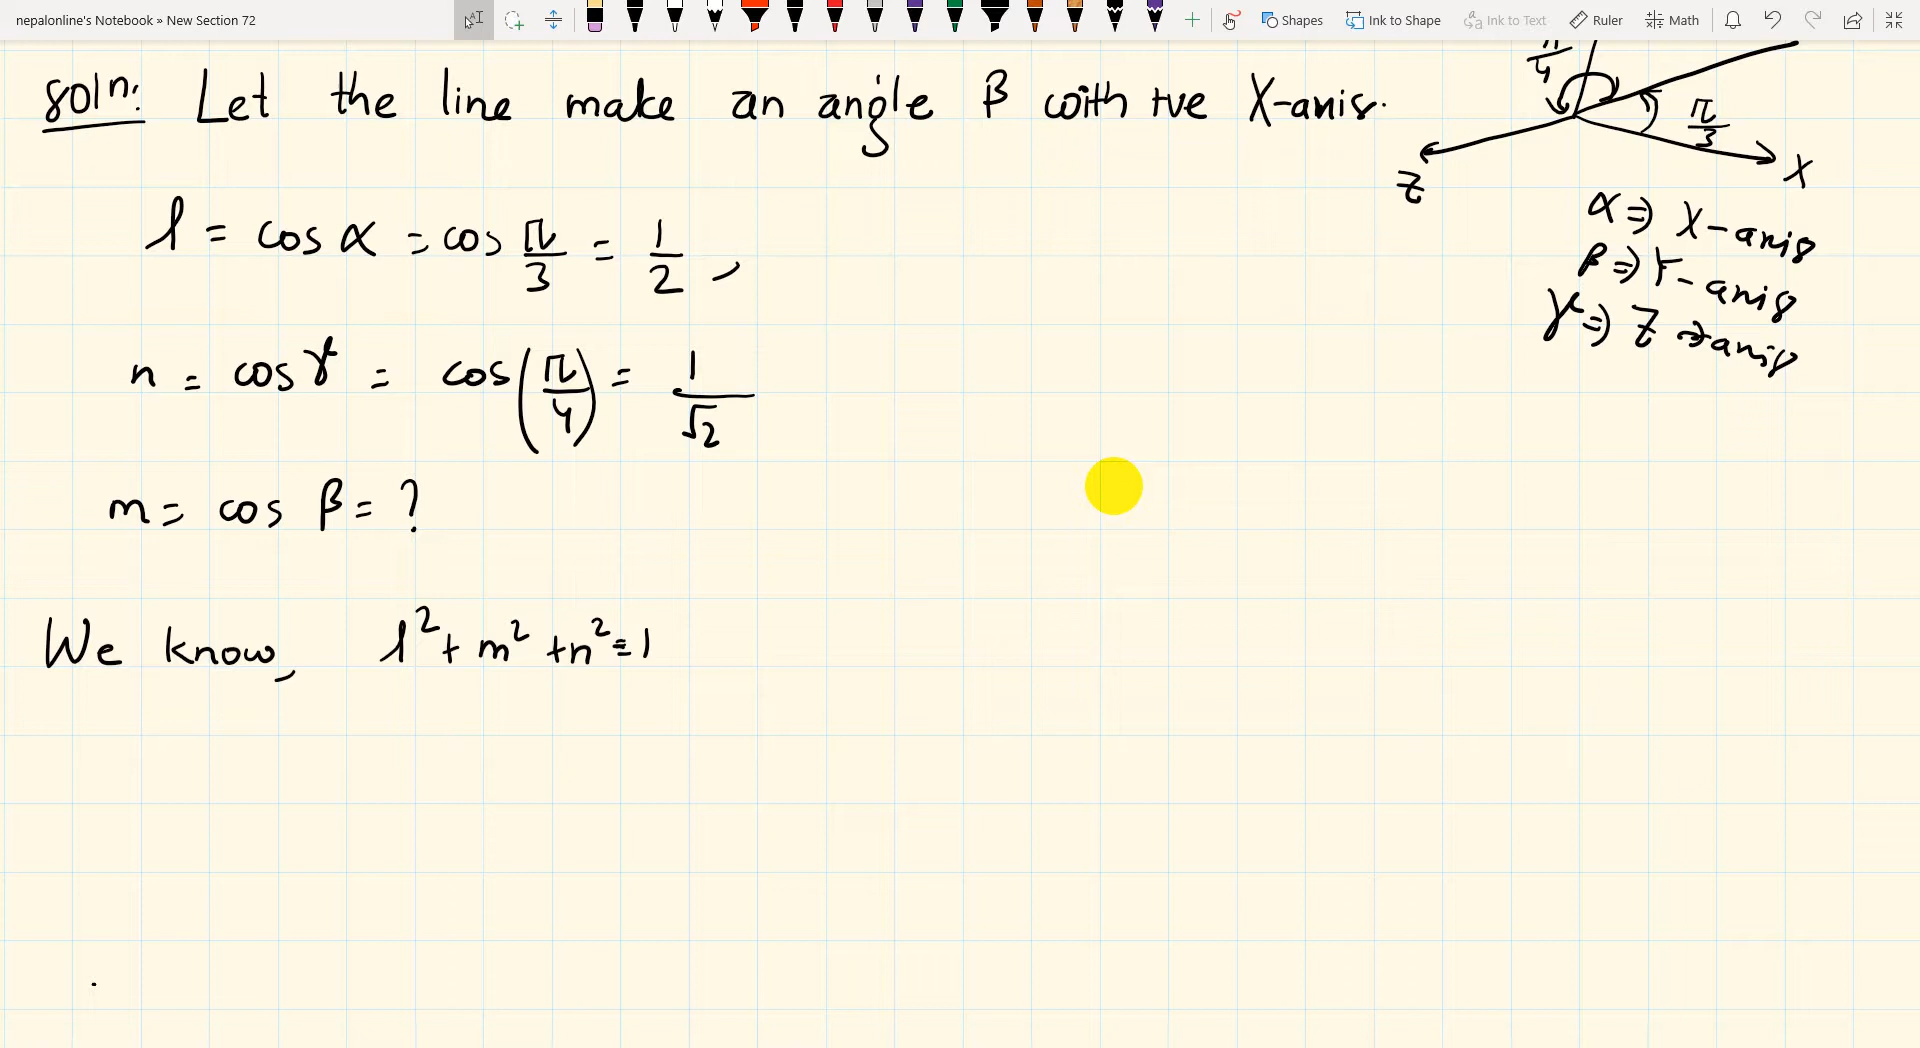 nepalonline's Notebook » New Section 72
Shapes Ink to Shape Ink to Text Ruler Math
soln: Let the line make an angle β with +ve X-axis.
π/4
π/3
Z
X
α ⇒ X-axis
β ⇒ Y-axis
γ ⇒ Z → axis
l = cos α = cos π/3 = 1/2 ,
n = cos γ = cos (π/4) = 1/√2
m = cos β = ?
We know, l² + m² + n² = 1